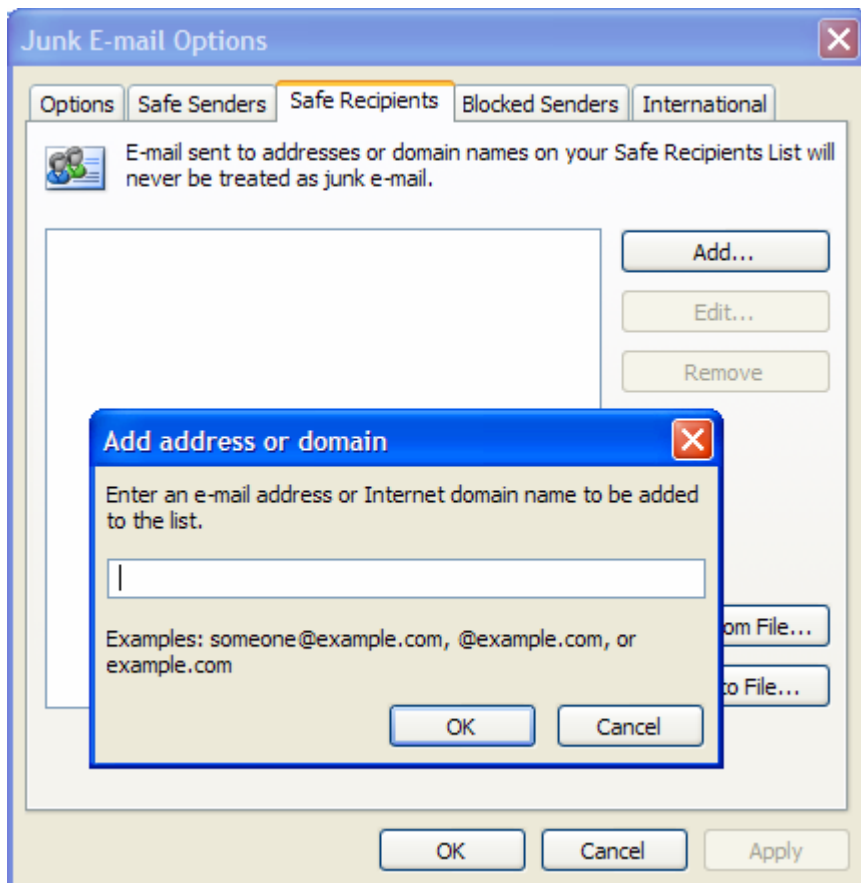 Junk E-mail Options
Options
Safe Senders
Safe Recipients
Blocked Senders
International
E-mail sent to addresses or domain names on your Safe Recipients List will
never be treated as junk e-mail.
Add...
Edit...
Remove
Add address or domain
Enter an e-mail address or Internet domain name to be added
to the list.
Examples: someone@example.com, @example.com, or
example.com
om File...
to File...
OK
Cancel
OK
Cancel
Apply